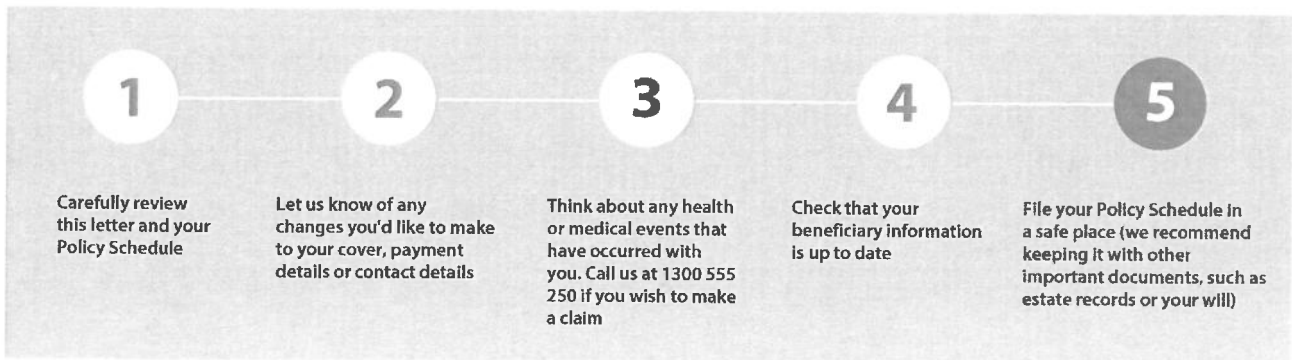 1
Carefully review
this letter and your
Policy Schedule
2
Let us know of any
changes you'd like to make
to your cover, payment
details or contact details
3
Think about any health
or medical events that
have occurred with
you. Call us at 1300 555
250 if you wish to make
a claim
4
Check that your
beneficiary information
is up to date
5
File your Policy Schedule in
a safe place (we recommend
keeping it with other
important documents, such as
estate records or your will)